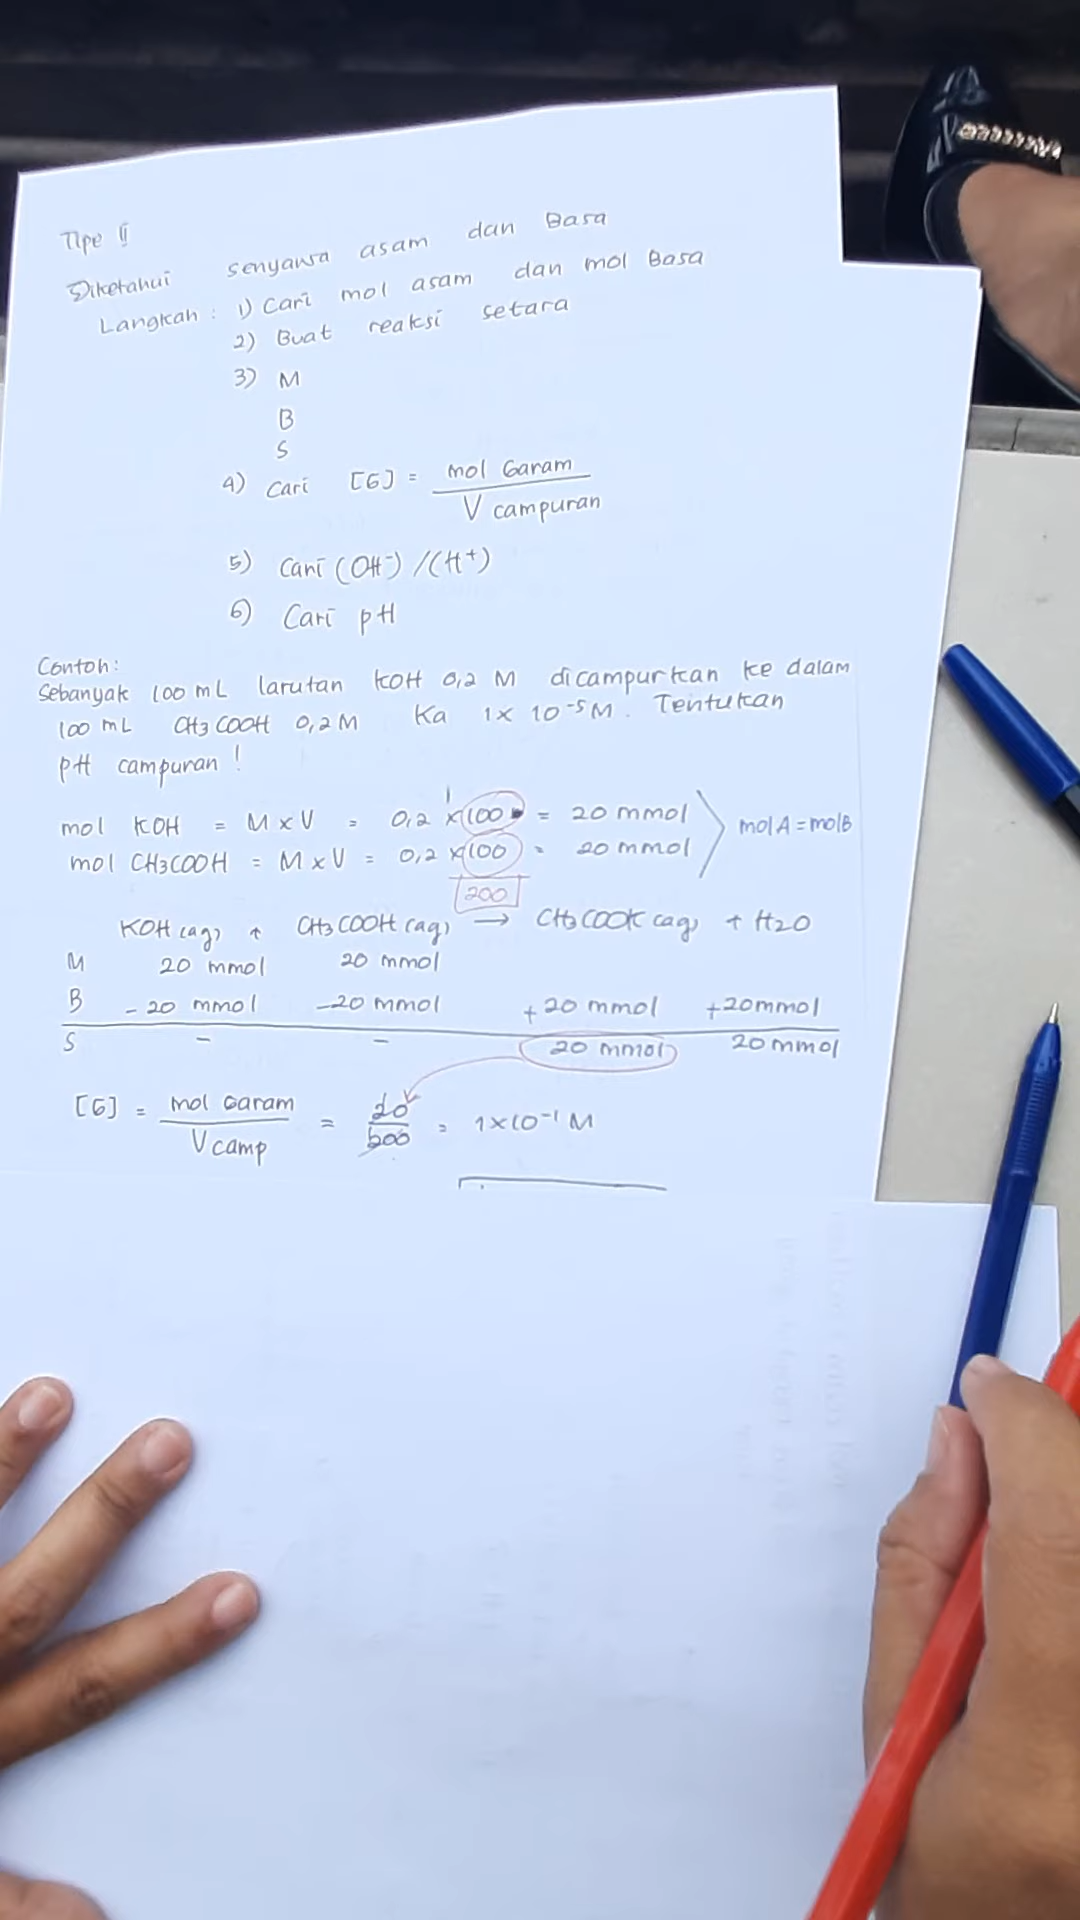 Tipe II
Diketahui senyawa asam dan Basa
Langkah : 1) Cari mol asam dan mol Basa
2) Buat reaksi setara
3) M
B
S
4) Cari [G] = mol Garam / V campuran
5) Cari (OH⁻) /(H⁺)
6) Cari pH
Contoh:
Sebanyak 100 mL larutan KOH 0,2 M dicampurkan ke dalam
100 mL CH3COOH 0,2 M Ka 1x 10⁻⁵ M. Tentukan
pH campuran !
mol KOH = M x V = 0,2 x 100 = 20 mmol
mol CH3COOH = M x V = 0,2 x 100 = 20 mmol
mol A = mol B
200
KOH (aq) + CH3COOH (aq) → CH3COOK (aq) + H2O
M 20 mmol 20 mmol
B - 20 mmol - 20 mmol + 20 mmol + 20 mmol
S - - 20 mmol 20 mmol
[G] = mol Garam / V camp = 20 / 200 = 1x10⁻¹ M